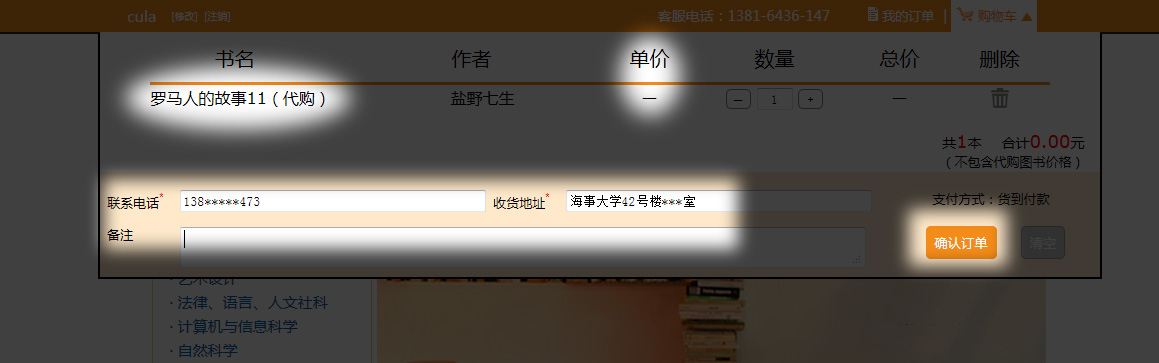 cula [修改] [注销] 客服电话：1381-6436-147 我的订单 | 购物车
书名 作者 单价 数量 总价 删除
罗马人的故事11（代购） 盐野七生 — — 1 + —
共1本 合计0.00元
（不包含代购图书价格）
联系电话* 138*****473 收货地址* 海事大学42号楼***室 支付方式：货到付款
备注 确认订单 清空
· 艺术设计
· 法律、语言、人文社科
· 计算机与信息科学
· 自然科学